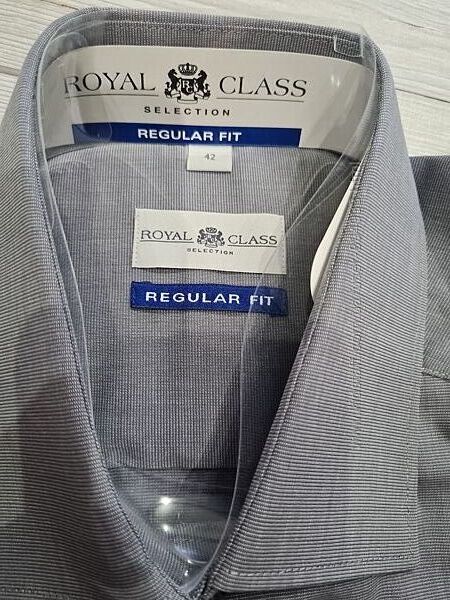 ROYAL CLASS
SELECTION
REGULAR FIT
42
ROYAL CLASS
SELECTION
REGULAR FIT